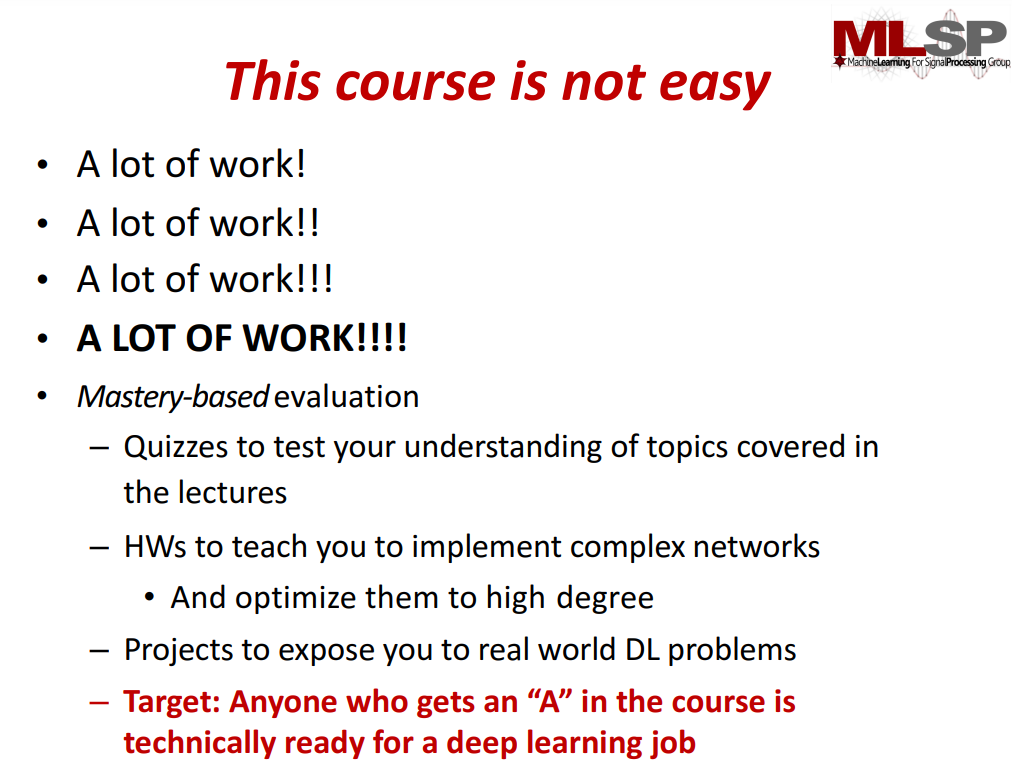 MLSP
MachineLearning For SignalProcessing Group
This course is not easy
• A lot of work!
• A lot of work!!
• A lot of work!!!
• A LOT OF WORK!!!!
• Mastery-based evaluation
– Quizzes to test your understanding of topics covered in
the lectures
– HWs to teach you to implement complex networks
• And optimize them to high degree
– Projects to expose you to real world DL problems
– Target: Anyone who gets an “A” in the course is
technically ready for a deep learning job